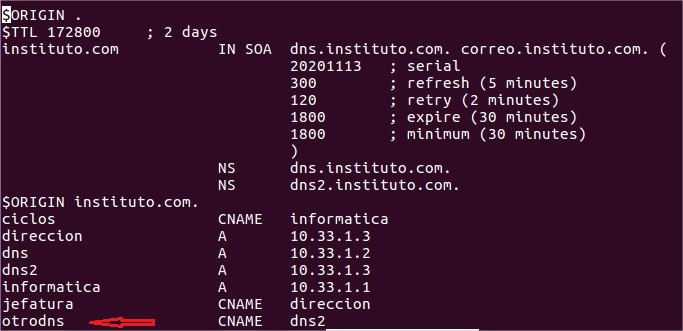 $ORIGIN .
$TTL 172800 ; 2 days
instituto.com IN SOA dns.instituto.com. correo.instituto.com. (
20201113 ; serial
300 ; refresh (5 minutes)
120 ; retry (2 minutes)
1800 ; expire (30 minutes)
1800 ; minimum (30 minutes)
)
NS dns.instituto.com.
NS dns2.instituto.com.
$ORIGIN instituto.com.
ciclos CNAME informatica
direccion A 10.33.1.3
dns A 10.33.1.2
dns2 A 10.33.1.3
informatica A 10.33.1.1
jefatura CNAME direccion
otrodns CNAME dns2